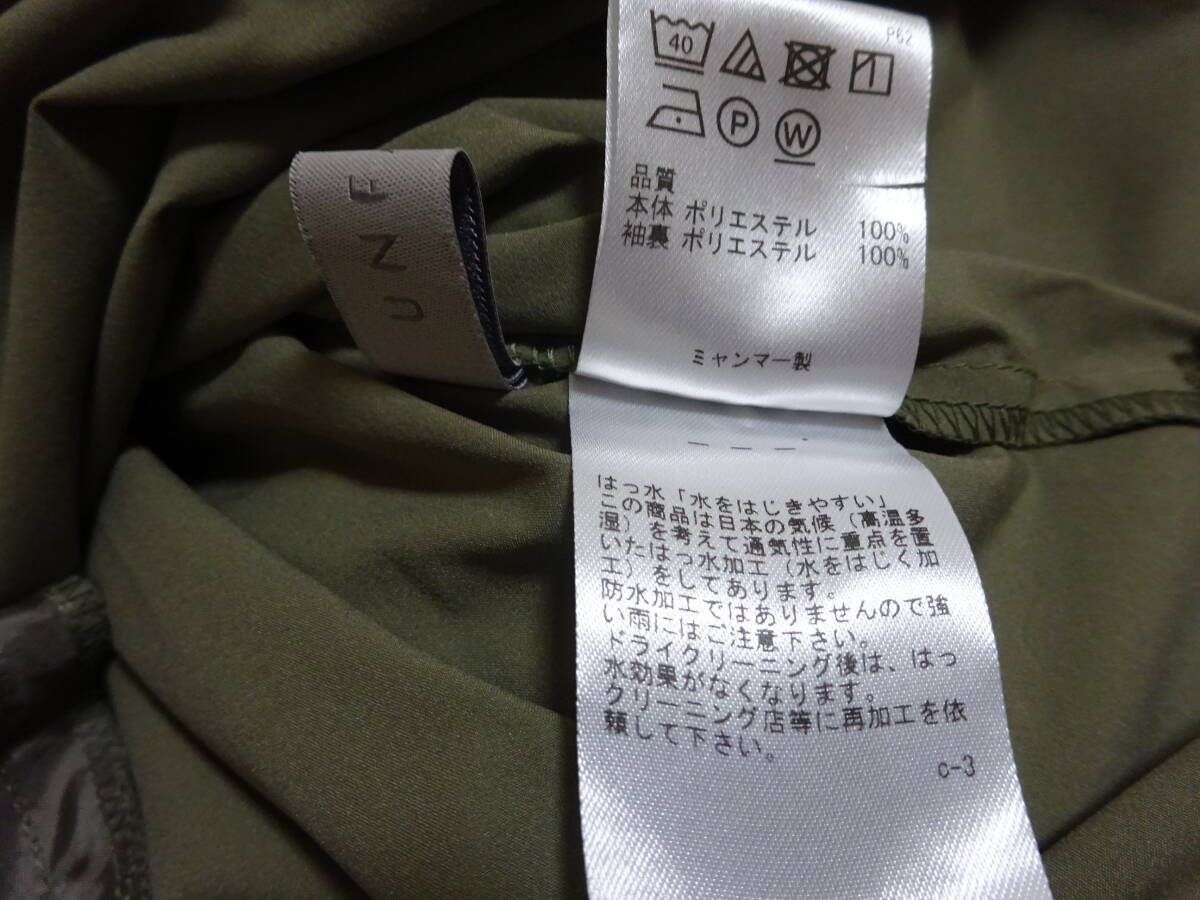 P62
40
P
W
品質
本体 ポリエステル 100%
袖裏 ポリエステル 100%
ミャンマー製
UNF
はっ水「水をはじきやすい」
この商品は日本の気候（高温多
湿）を考えて通気性に重点を置
いたはっ水加工（水をはじく加
工）をしてあります。
防水加工ではありませんので強
い雨にはご注意下さい。
ドライクリーニング後は、はっ
水効果がなくなります。
クリーニング店等に再加工を依
頼して下さい。
c-3